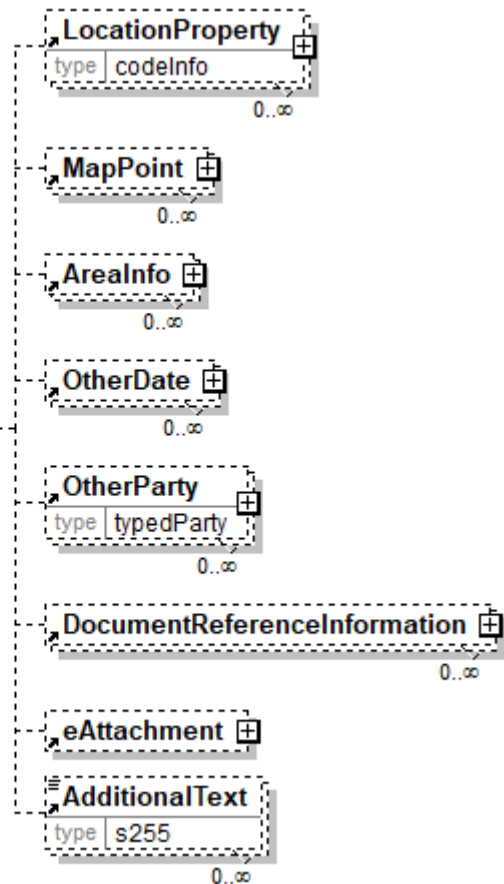 LocationProperty
type codeInfo
0..∞
MapPoint
0..∞
AreaInfo
0..∞
OtherDate
0..∞
OtherParty
type typedParty
0..∞
DocumentReferenceInformation
0..∞
eAttachment
AdditionalText
type s255
0..∞